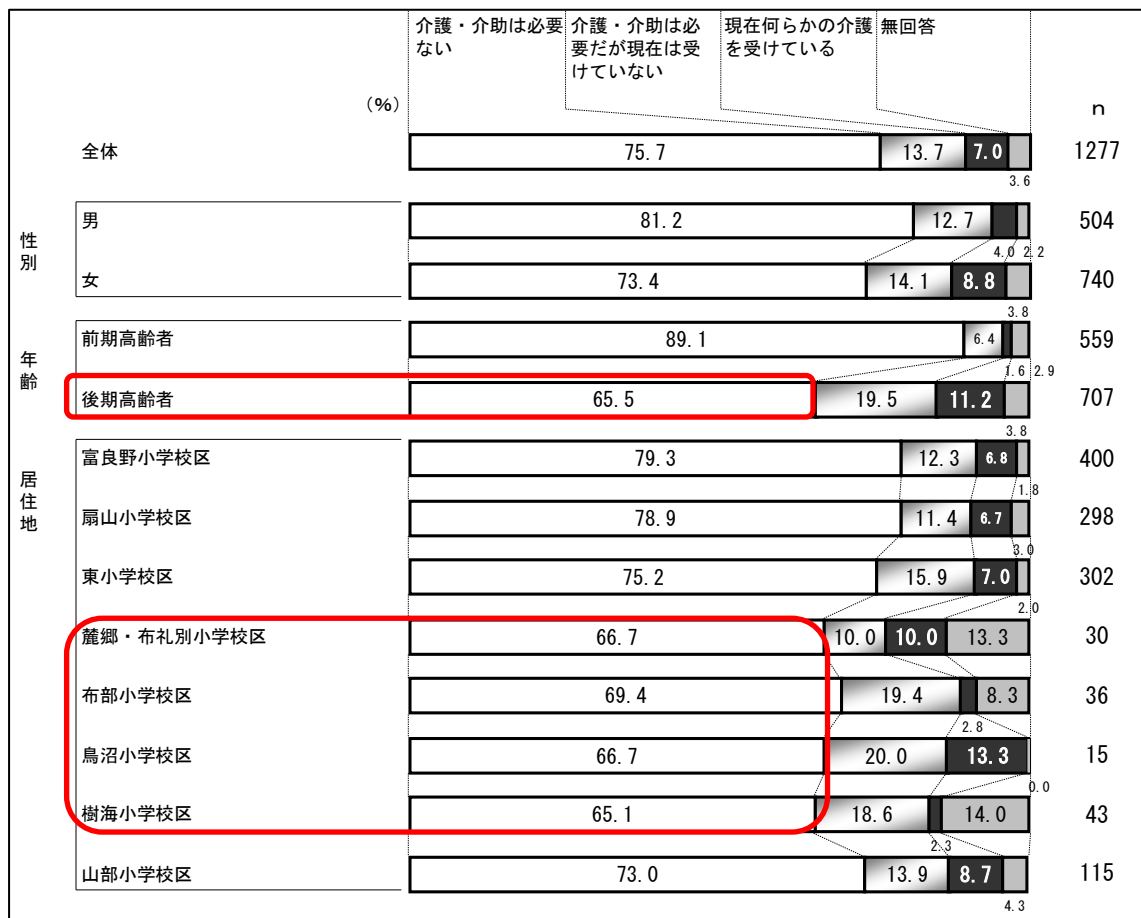 介護・介助は必要ない
介護・介助は必要だが現在は受けていない
現在何らかの介護を受けている
無回答
(%)
n
全体 75.7 13.7 7.0 3.6 1277
性別
男 81.2 12.7 4.0 2.2 504
女 73.4 14.1 8.8 3.8 740
年齢
前期高齢者 89.1 6.4 1.6 2.9 559
後期高齢者 65.5 19.5 11.2 3.8 707
居住地
富良野小学校区 79.3 12.3 6.8 1.8 400
扇山小学校区 78.9 11.4 6.7 3.0 298
東小学校区 75.2 15.9 7.0 2.0 302
麓郷・布礼別小学校区 66.7 10.0 10.0 13.3 30
布部小学校区 69.4 19.4 2.8 8.3 36
鳥沼小学校区 66.7 20.0 13.3 0.0 15
樹海小学校区 65.1 18.6 2.3 14.0 43
山部小学校区 73.0 13.9 8.7 4.3 115